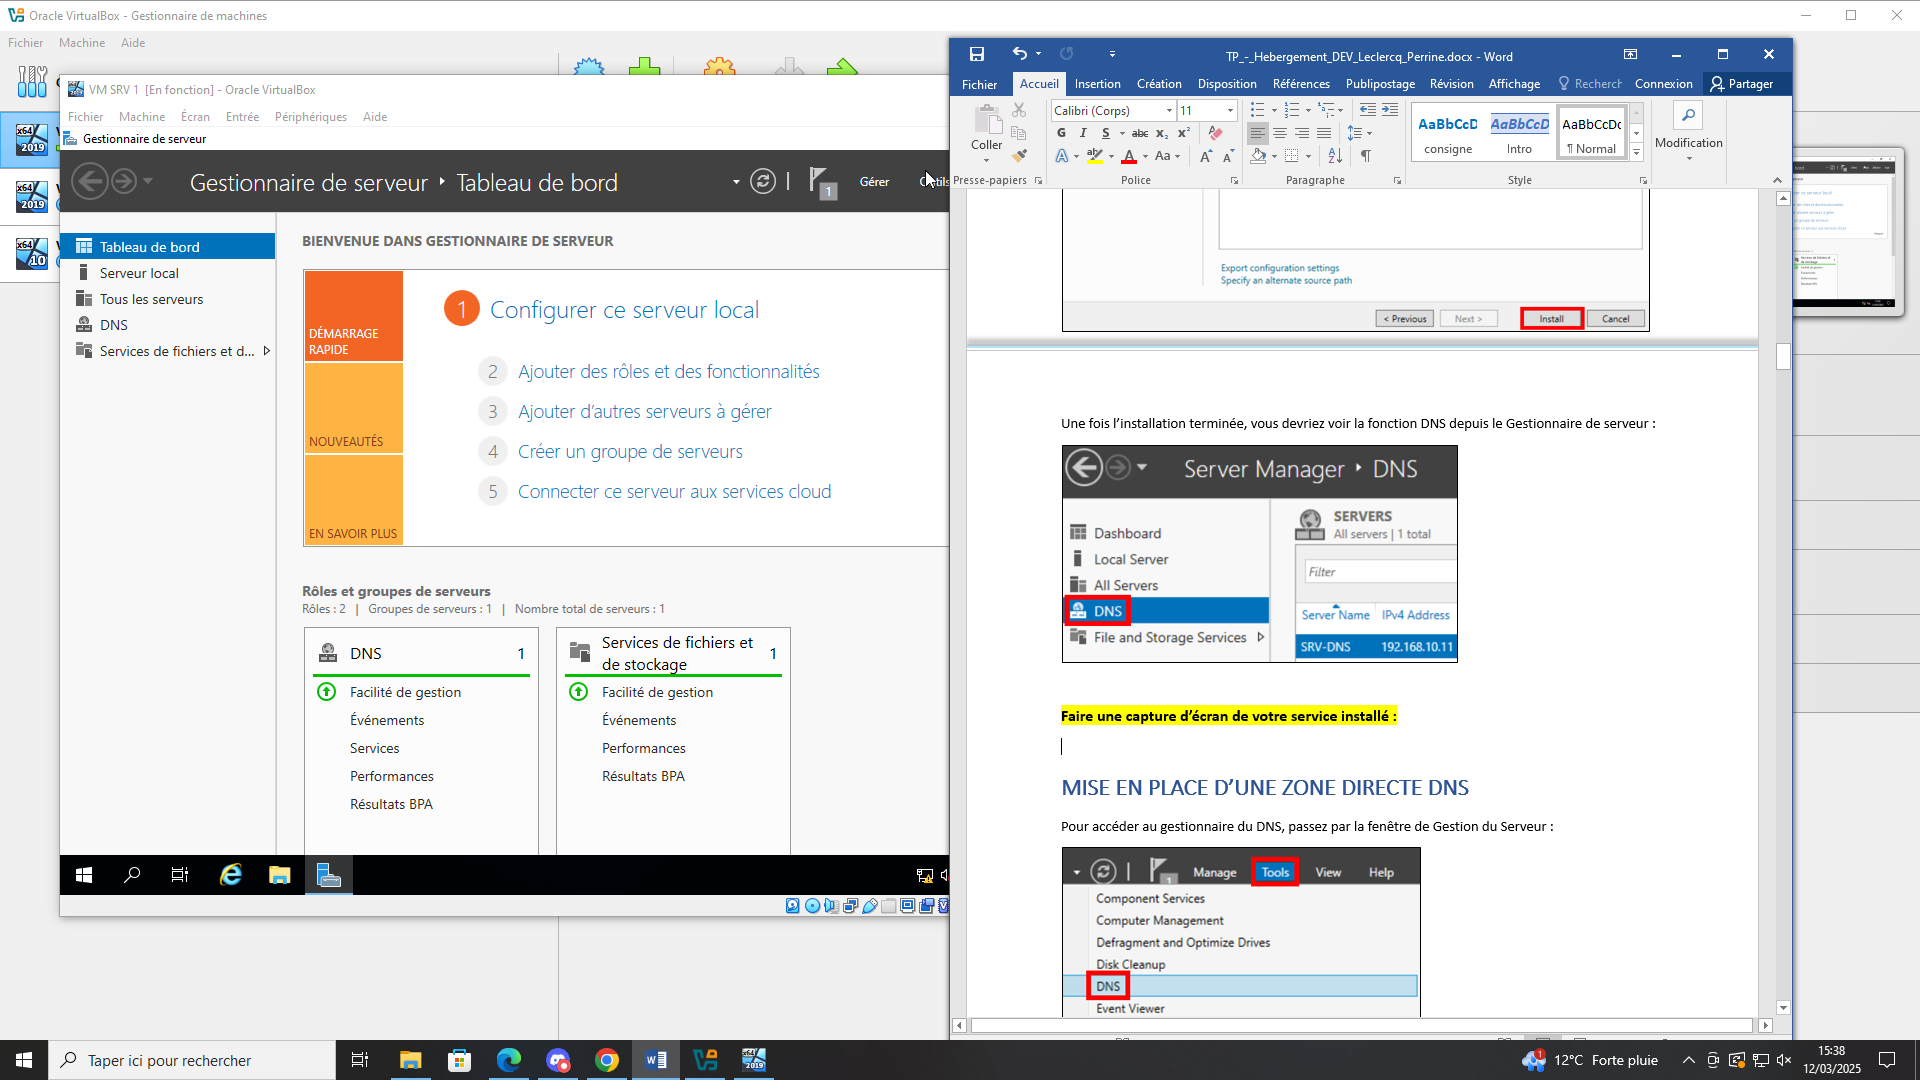 Oracle VirtualBox - Gestionnaire de machines
Fichier Machine Aide
VM SRV 1 [En fonction] - Oracle VirtualBox
Fichier Machine Écran Entrée Périphériques Aide
Gestionnaire de serveur
Gestionnaire de serveur Tableau de bord
1 Gérer
Tableau de bord
Serveur local
Tous les serveurs
DNS
Services de fichiers et d...
BIENVENUE DANS GESTIONNAIRE DE SERVEUR
DÉMARRAGE
RAPIDE
NOUVEAUTÉS
EN SAVOIR PLUS
1 Configurer ce serveur local
2 Ajouter des rôles et des fonctionnalités
3 Ajouter d'autres serveurs à gérer
4 Créer un groupe de serveurs
5 Connecter ce serveur aux services cloud
Rôles et groupes de serveurs
Rôles : 2 | Groupes de serveurs : 1 | Nombre total de serveurs : 1
DNS 1
Facilité de gestion
Événements
Services
Performances
Résultats BPA
Services de fichiers et
de stockage 1
Facilité de gestion
Événements
Performances
Résultats BPA
x64
2019
x64
2019
x64
10
TP_-_Hebergement_DEV_Leclercq_Perrine.docx - Word
Fichier Accueil Insertion Création Disposition Références Publipostage Révision Affichage Recherch Connexion Partager
Coller
Calibri (Corps) 11
G I S abc x₂ x²
A A Aa A A
AaBbCcD AaBbCcD AaBbCcDc
consigne Intro ¶ Normal
Modification
Presse-papiers Police Paragraphe Style
Export configuration settings
Specify an alternate source path
< Previous Next > Install Cancel
Une fois l'installation terminée, vous devriez voir la fonction DNS depuis le Gestionnaire de serveur :
Server Manager DNS
Dashboard
Local Server
All Servers
DNS
File and Storage Services
SERVERS
All servers | 1 total
Filter
Server Name IPv4 Address
SRV-DNS 192.168.10.11
Faire une capture d'écran de votre service installé :
MISE EN PLACE D'UNE ZONE DIRECTE DNS
Pour accéder au gestionnaire du DNS, passez par la fenêtre de Gestion du Serveur :
1 Manage Tools View Help
Component Services
Computer Management
Defragment and Optimize Drives
Disk Cleanup
DNS
Event Viewer
Taper ici pour rechercher
12°C Forte pluie
15:38
12/03/2025